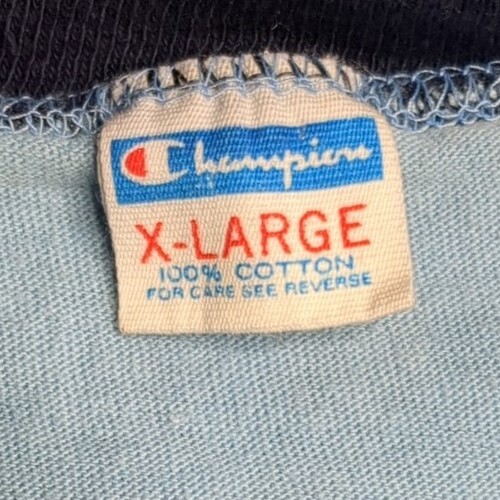 Champion
X-LARGE
100% COTTON
FOR CARE SEE REVERSE